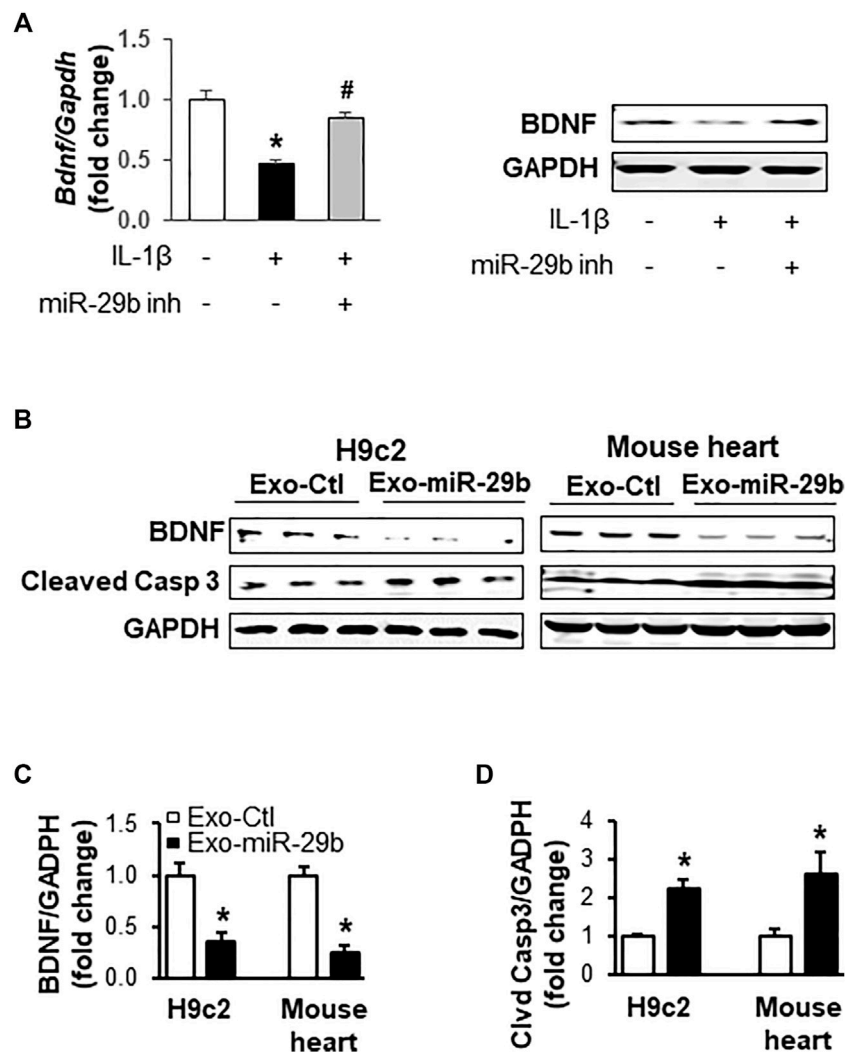 A
Bdnf/Gapdh
(fold change)
1.5
1.0
0.5
0.0
*
#
IL-1β - + +
miR-29b inh - - +
BDNF
GAPDH
IL-1β - + +
miR-29b inh - - +
B
H9c2
Exo-Ctl Exo-miR-29b
Mouse heart
Exo-Ctl Exo-miR-29b
BDNF
Cleaved Casp 3
GAPDH
C
BDNF/GADPH
(fold change)
1.5
1.0
0.5
0.0
Exo-Ctl
Exo-miR-29b
*
*
H9c2
Mouse
heart
D
Clvd Casp3/GADPH
(fold change)
4
3
2
1
0
*
*
H9c2
Mouse
heart